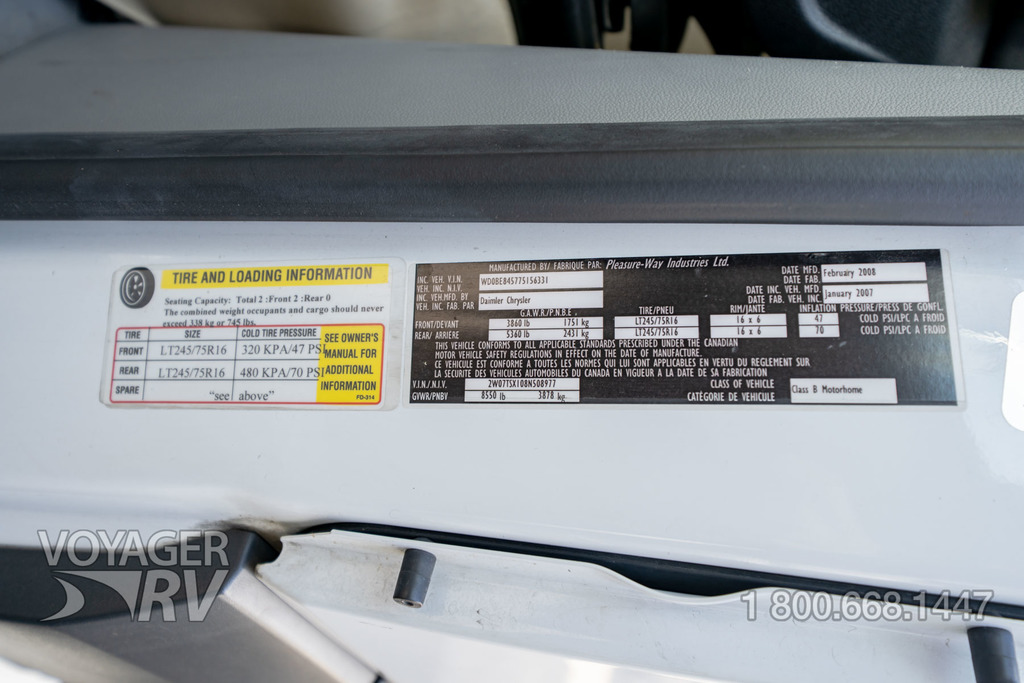 TIRE AND LOADING INFORMATION
Seating Capacity: Total 2 :Front 2 :Rear 0
The combined weight occupants and cargo should never
exceed 338 kg or 745 lbs.
TIRE SIZE COLD TIRE PRESSURE
FRONT LT245/75R16 320 KPA/47 PSI
REAR LT245/75R16 480 KPA/70 PSI
SPARE "see above"
SEE OWNER'S
MANUAL FOR
ADDITIONAL
INFORMATION
FD-314
MANUFACTURED BY/ FABRIQUE PAR: Pleasure-Way Industries Ltd.
INC. VEH. V.I.N. WD0BE845775156331 DATE MFD. February 2008
VEH. INC. N.I.V. DATE FAB.
INC. VEH.MFD. BY Daimler Chrysler DATE INC. VEH. MFD. January 2007
VEH. INC. FAB. PAR DATE FAB. VEH. INC.
G.A.W.R./P.N.B.E. TIRE/PNEU RIM/JANTE INFLATION PRESSURE/PRESS DE GONFL.
FRONT/DEVANT 3860 lb 1751 kg LT245/75R16 16 x 6 47 COLD PSI/LPC A FROID
REAR/ ARRIERE 5360 lb 2431 kg LT245/75R16 16 x 6 70 COLD PSI/LPC A FROID
THIS VEHICLE CONFORMS TO ALL APPLICABLE STANDARDS PRESCRIBED UNDER THE CANADIAN
MOTOR VEHICLE SAFETY REGULATIONS IN EFFECT ON THE DATE OF MANUFACTURE.
CE VEHICULE EST CONFORME A TOUTES LES NORMES QUI LUI SONT APPLICABLES EN VERTU DU REGLEMENT SUR
LA SECURITE DES VEHICULES AUTOMOBILES DU CANADA EN VIGUEUR A LA DATE DE SA FABRICATION
V.I.N./ N.I.V. 2W07TSX108N508977 CLASS OF VEHICLE Class B Motorhome
GVWR/PNBV 8550 lb 3878 kg CATÉGORIE DE VEHICULE
VOYAGER
RV
1 800.668.1447